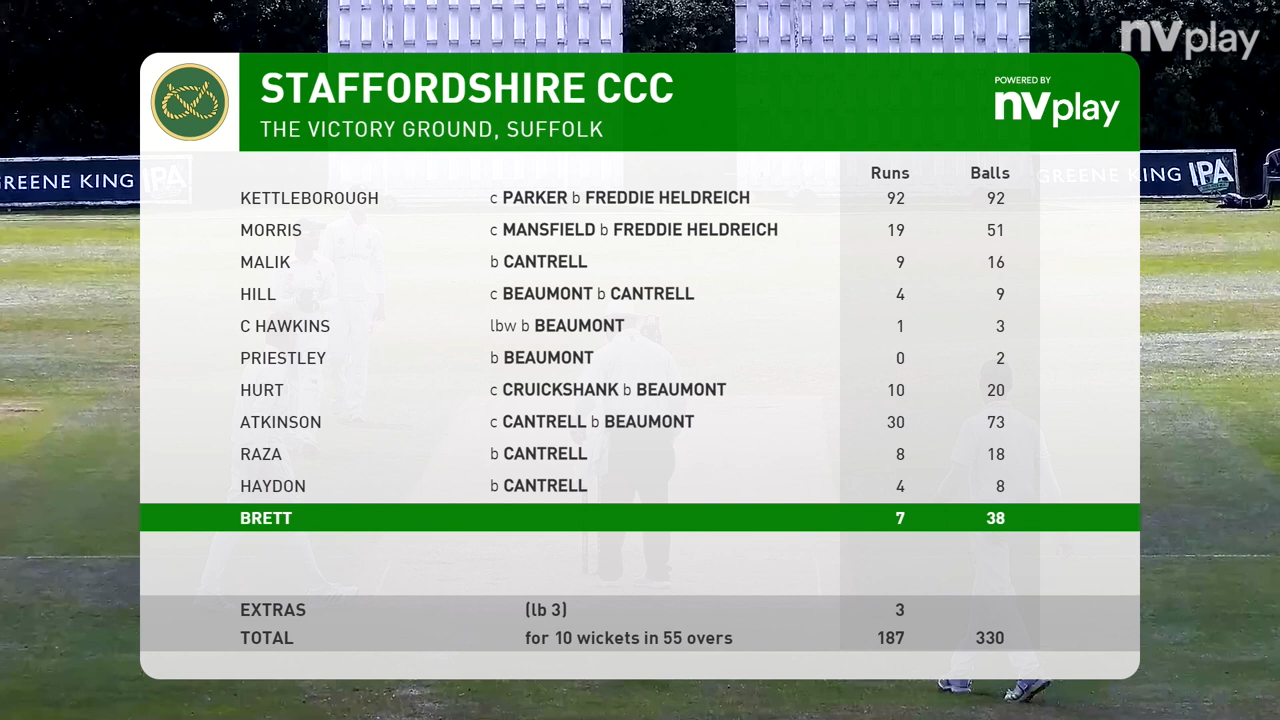 nvplay
STAFFORDSHIRE CCC
THE VICTORY GROUND, SUFFOLK
POWERED BY
nvplay
GREENE KING IPA
GREENE KING IPA
Runs Balls
KETTLEBOROUGH c PARKER b FREDDIE HELDREICH 92 92
MORRIS c MANSFIELD b FREDDIE HELDREICH 19 51
MALIK b CANTRELL 9 16
HILL c BEAUMONT b CANTRELL 4 9
C HAWKINS lbw b BEAUMONT 1 3
PRIESTLEY b BEAUMONT 0 2
HURT c CRUICKSHANK b BEAUMONT 10 20
ATKINSON c CANTRELL b BEAUMONT 30 73
RAZA b CANTRELL 8 18
HAYDON b CANTRELL 4 8
BRETT 7 38
EXTRAS (lb 3) 3
TOTAL for 10 wickets in 55 overs 187 330